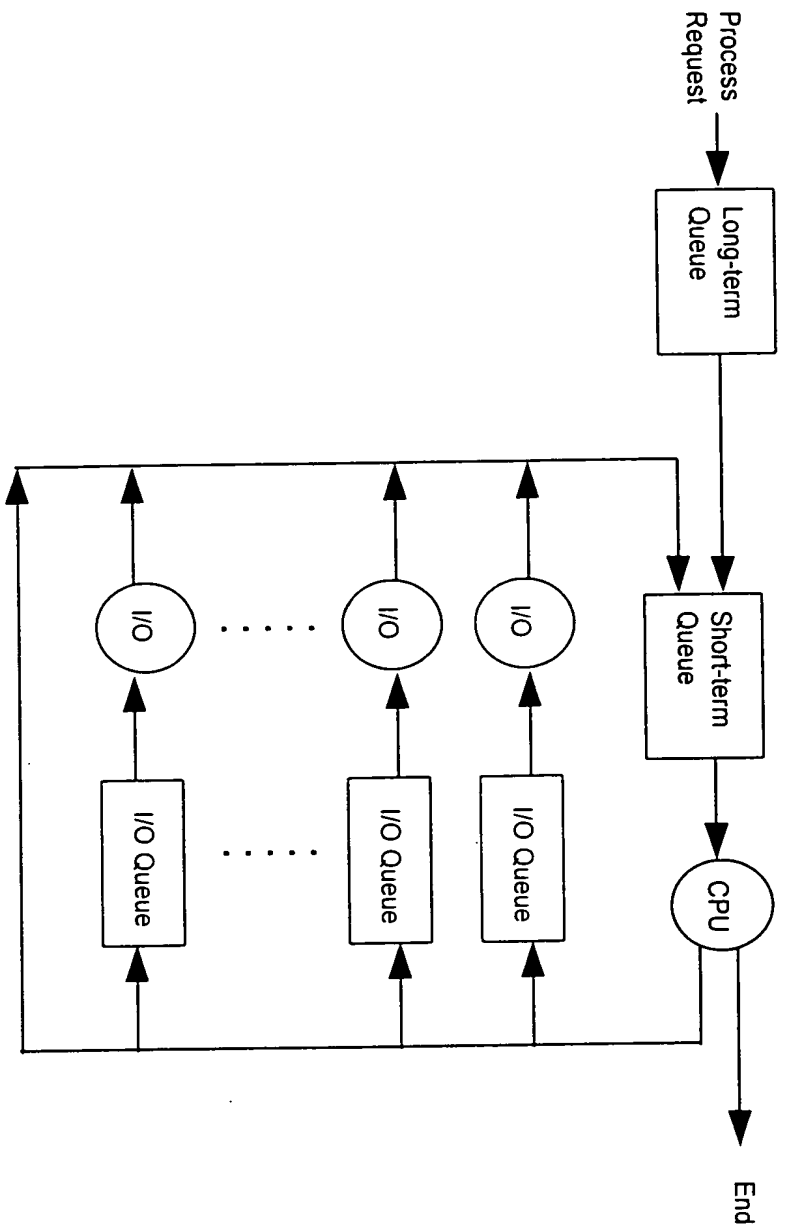 Process
Request
Long-term
Queue
Short-term
Queue
CPU
End
I/O
I/O Queue
I/O
I/O Queue
I/O
I/O Queue